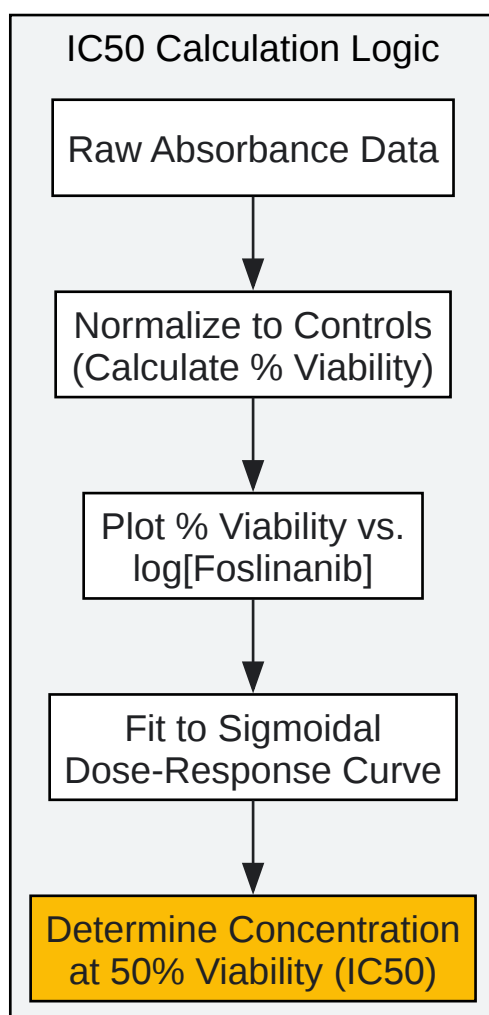 IC50 Calculation Logic
Raw Absorbance Data
Normalize to Controls
(Calculate % Viability)
Plot % Viability vs.
log[Foslinanib]
Fit to Sigmoidal
Dose-Response Curve
Determine Concentration
at 50% Viability (IC50)